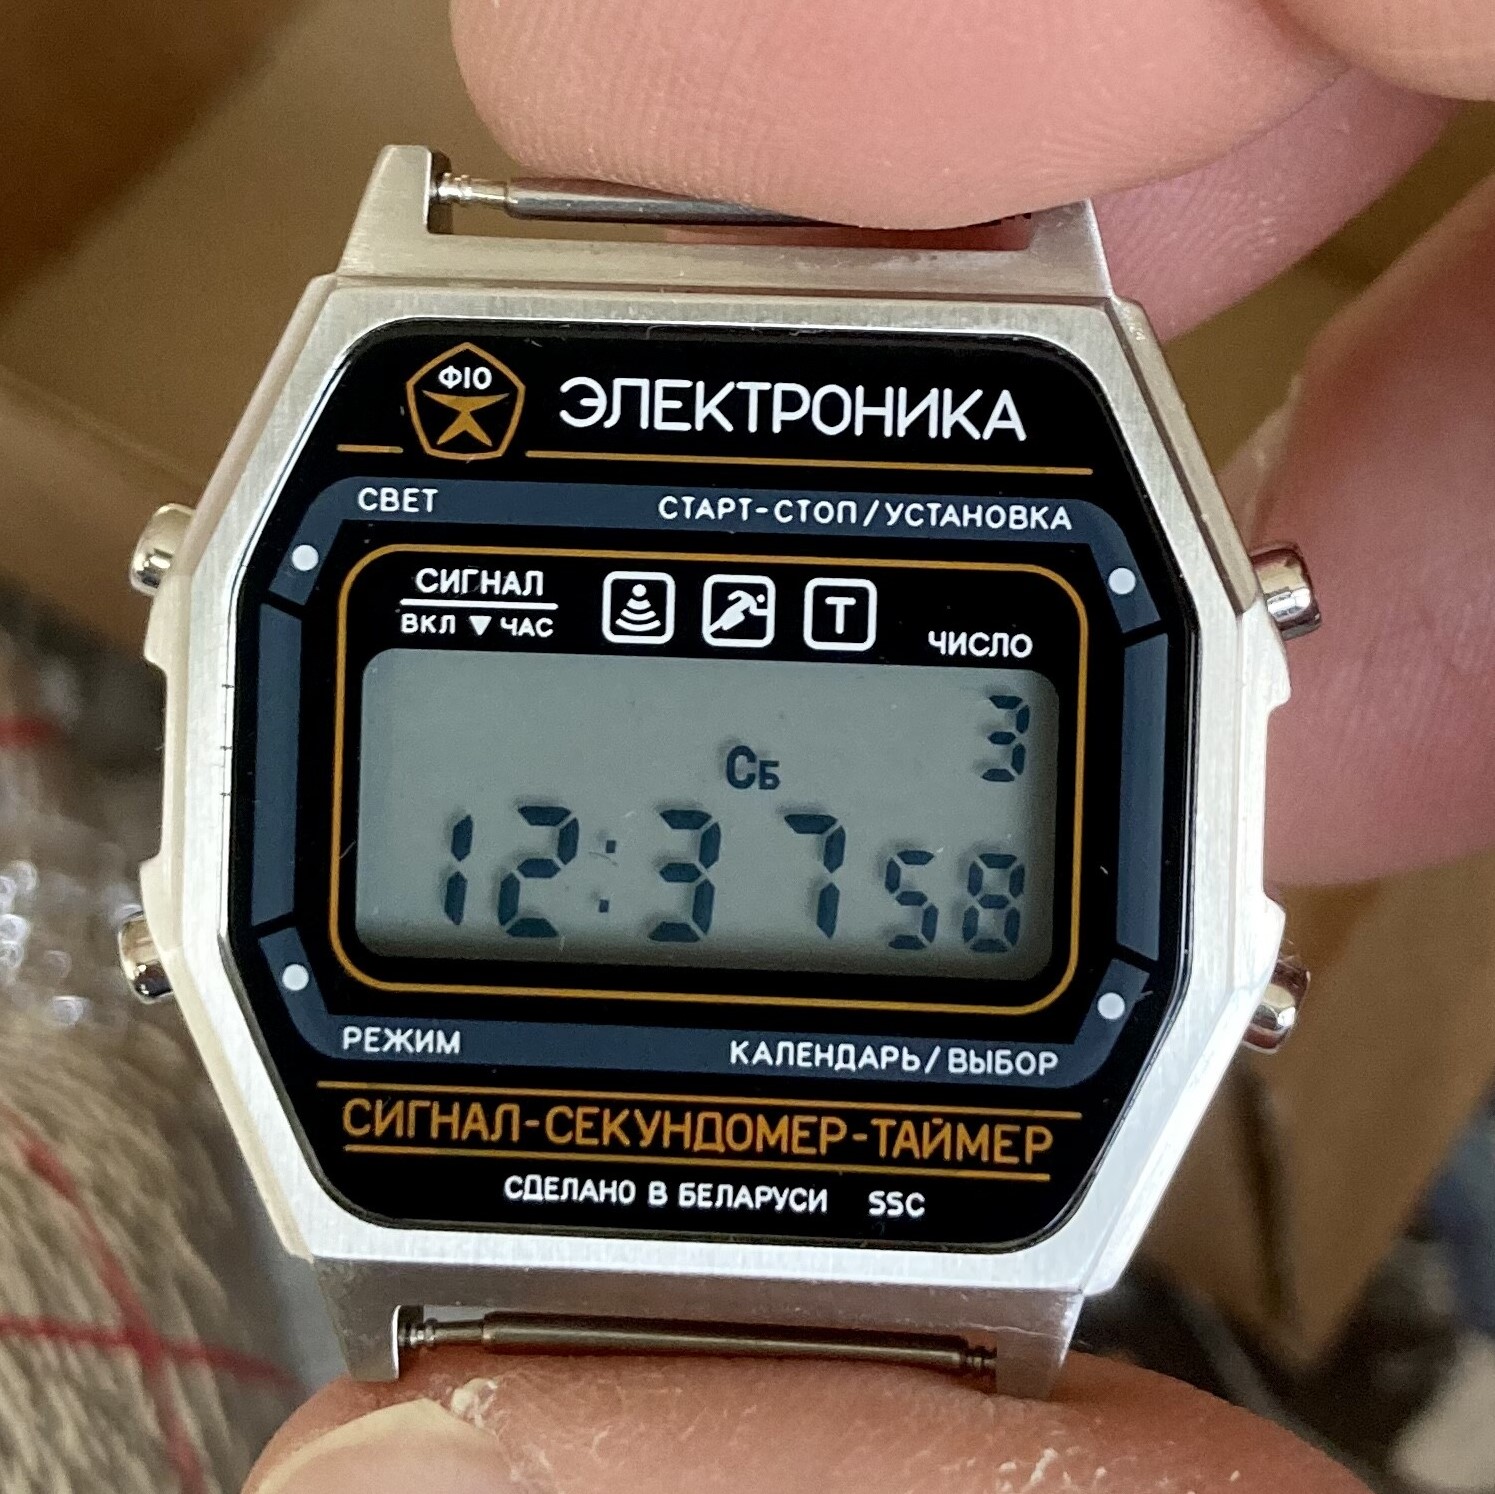 Ф10
ЭЛЕКТРОНИКА
СВЕТ СТАРТ-СТОП/УСТАНОВКА
СИГНАЛ
ВКЛ ▼ ЧАС
T
ЧИСЛО
3
Сб
12:37 58
РЕЖИМ КАЛЕНДАРЬ/ВЫБОР
СИГНАЛ-СЕКУНДОМЕР-ТАЙМЕР
СДЕЛАНО В БЕЛАРУСИ SSC